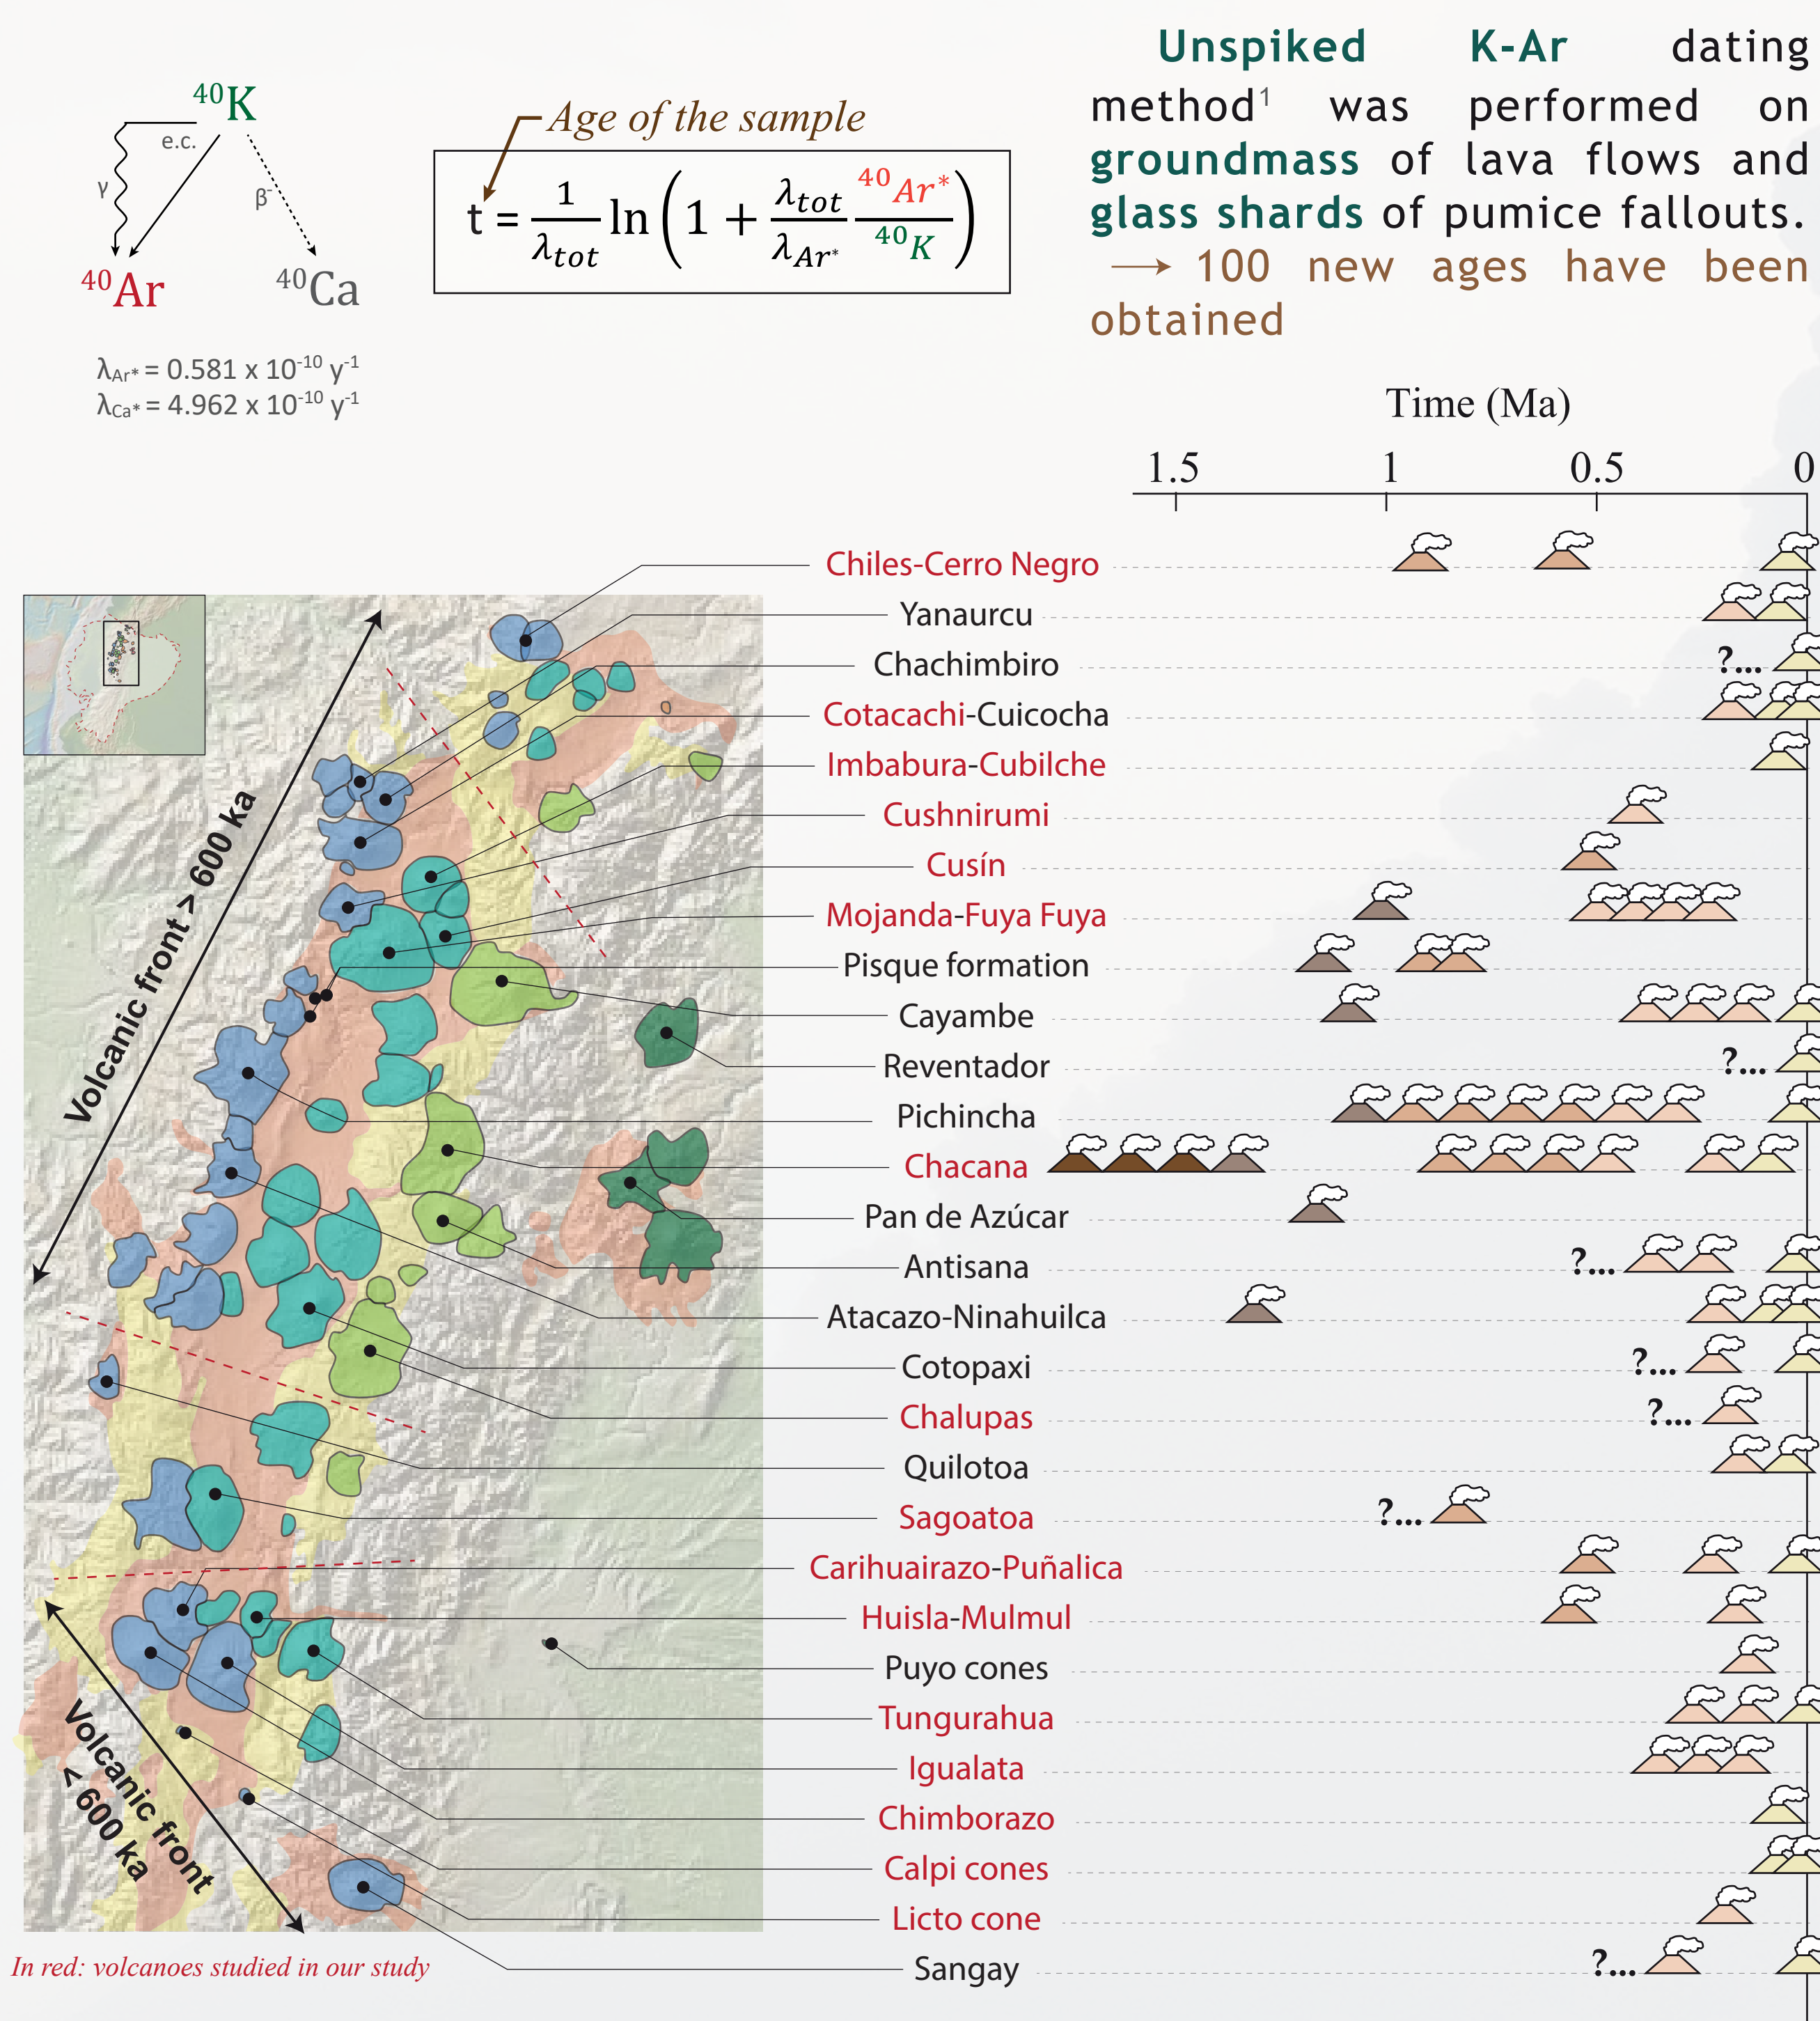 ⁴⁰K
e.c.
γ
β⁻
⁴⁰Ar
⁴⁰Ca
λAr* = 0.581 x 10⁻¹⁰ y⁻¹
λCa* = 4.962 x 10⁻¹⁰ y⁻¹
Age of the sample
t = 1/λtot ln(1 + λtot/λAr* ⁴⁰Ar*/⁴⁰K)
Unspiked K-Ar dating
method¹ was performed on
groundmass of lava flows and
glass shards of pumice fallouts.
→ 100 new ages have been
obtained
Time (Ma)
1.5 1 0.5 0
Chiles-Cerro Negro
Yanaurcu
Chachimbiro ?...
Cotacachi-Cuicocha
Imbabura-Cubilche
Cushnirumi
Cusín
Mojanda-Fuya Fuya
Pisque formation
Cayambe
Reventador ?...
Pichincha
Chacana
Pan de Azúcar
Antisana ?...
Atacazo-Ninahuilca
Cotopaxi ?...
Chalupas ?...
Quilotoa
Sagoatoa ?...
Carihuairazo-Puñalica
Huisla-Mulmul
Puyo cones
Tungurahua
Igualata
Chimborazo
Calpi cones
Licto cone
Sangay ?...
Volcanic front > 600 ka
Volcanic front
< 600 ka
In red: volcanoes studied in our study